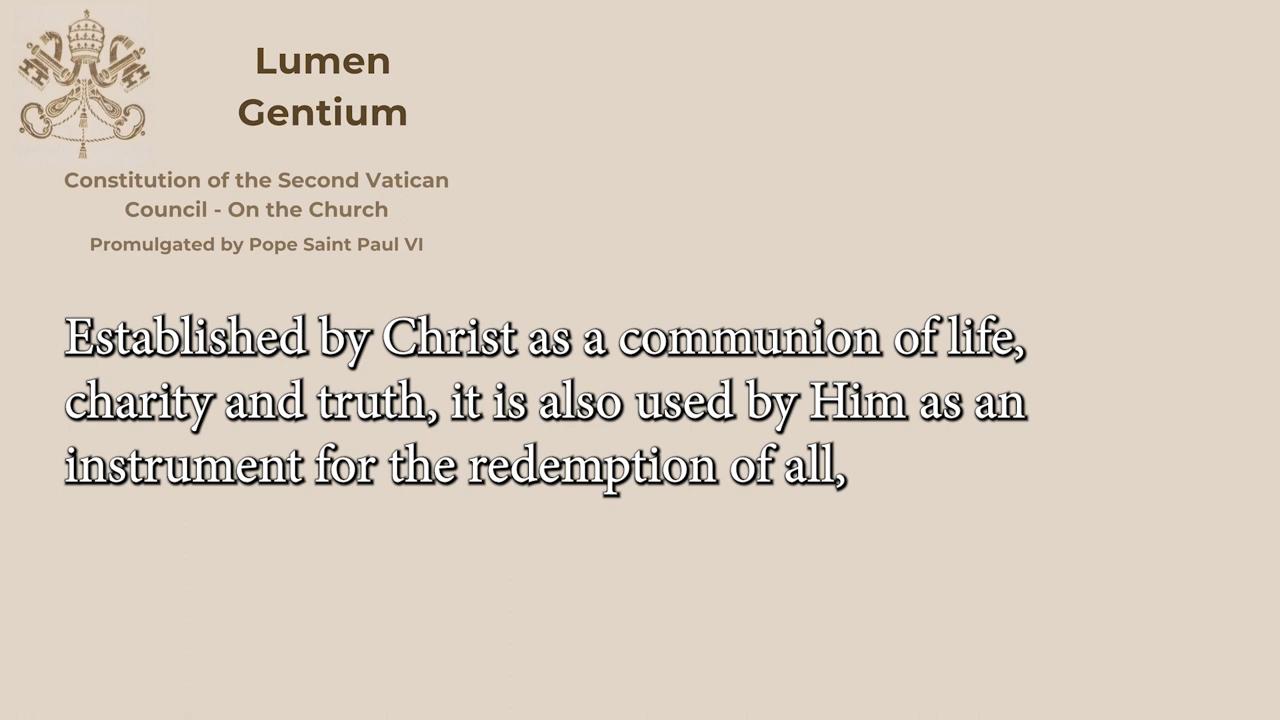 Lumen
Gentium
Constitution of the Second Vatican
Council - On the Church
Promulgated by Pope Saint Paul VI
Established by Christ as a communion of life,
charity and truth, it is also used by Him as an
instrument for the redemption of all,